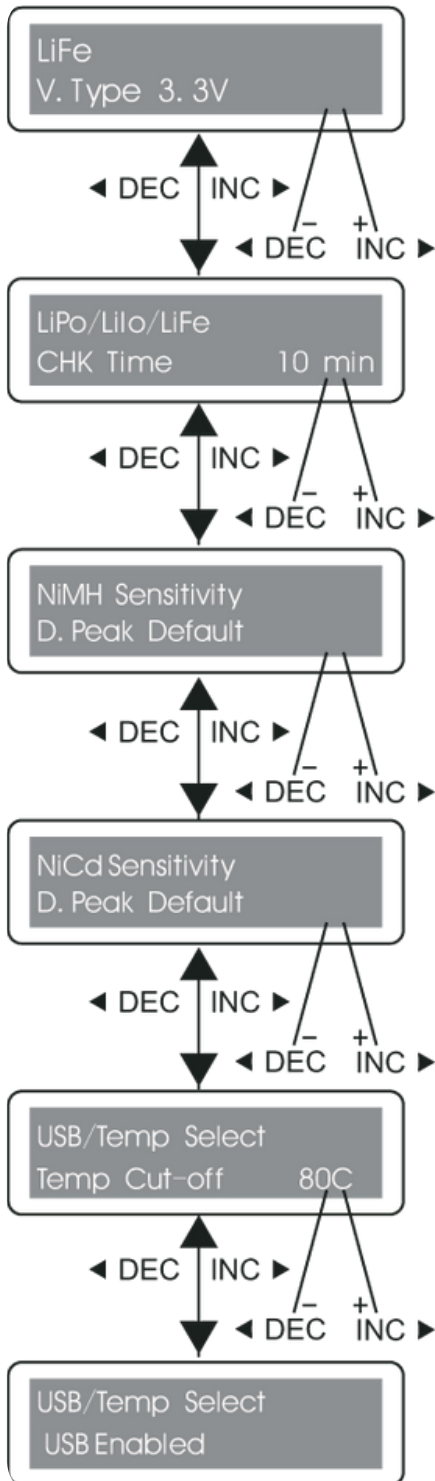 LiFe
V. Type 3. 3V
◄ DEC INC ►
− +
◄ DEC INC ►
LiPo/LiIo/LiFe
CHK Time 10 min
◄ DEC INC ►
− +
◄ DEC INC ►
NiMH Sensitivity
D. Peak Default
◄ DEC INC ►
− +
◄ DEC INC ►
NiCd Sensitivity
D. Peak Default
◄ DEC INC ►
− +
◄ DEC INC ►
USB/Temp Select
Temp Cut-off 80C
◄ DEC INC ►
− +
◄ DEC INC ►
USB/Temp Select
USB Enabled